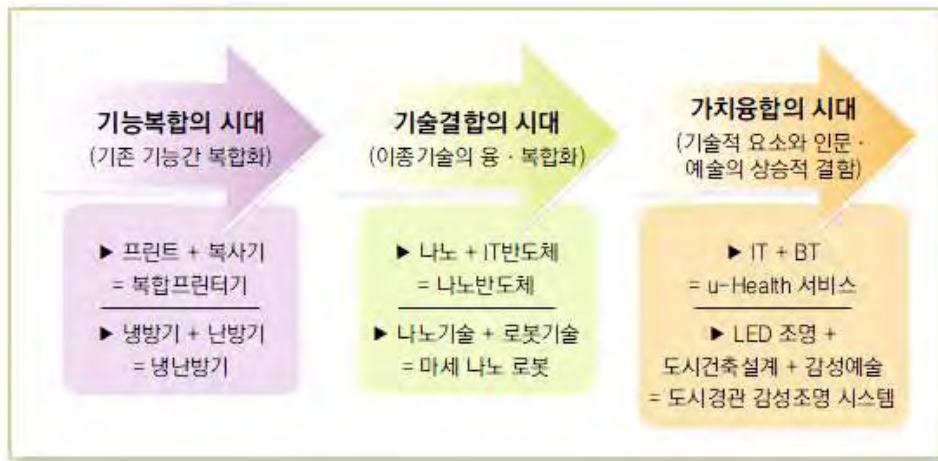 기능복합의 시대
(기존 기능간 복합화)
▶ 프린트 + 복사기
= 복합프린터기
▶ 냉방기 + 난방기
= 냉난방기
기술결합의 시대
(이종기술의 융 · 복합화)
▶ 나노 + IT반도체
= 나노반도체
▶ 나노기술 + 로봇기술
= 마세 나노 로봇
가치융합의 시대
(기술적 요소와 인문 ·
예술의 상승적 결함)
▶ IT + BT
= u-Health 서비스
▶ LED 조명 +
도시건축설계 + 감성예술
= 도시경관 감성조명 시스템